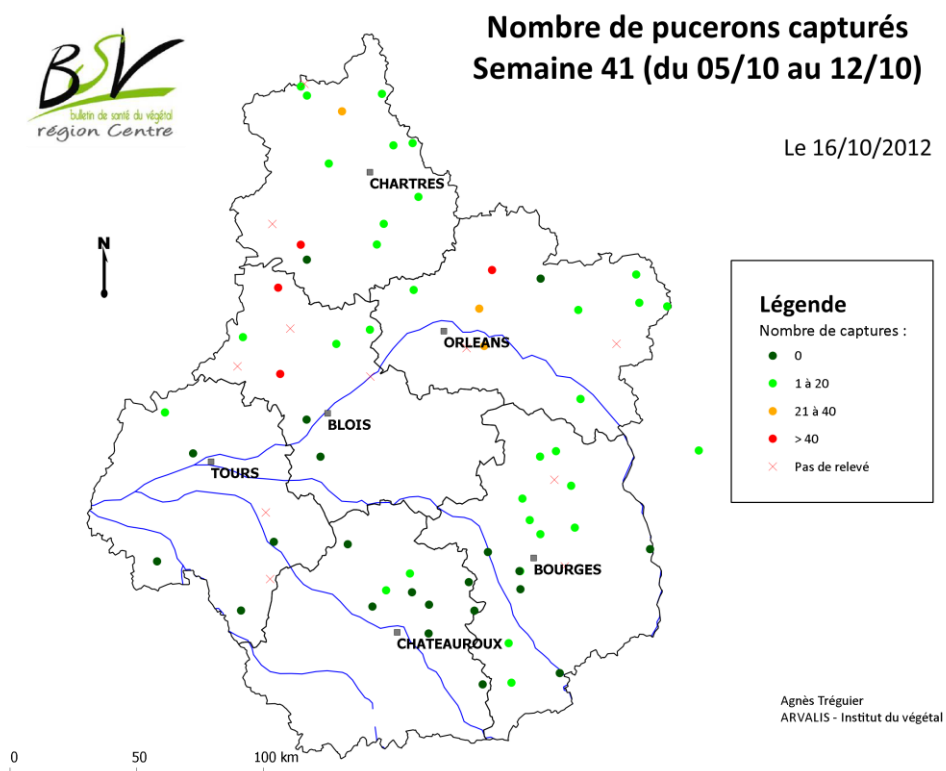 BSV
bulletin de santé du végétal
région Centre
Nombre de pucerons capturés
Semaine 41 (du 05/10 au 12/10)
Le 16/10/2012
N
CHARTRES
ORLEANS
BLOIS
TOURS
BOURGES
CHATEAUROUX
Légende
Nombre de captures :
0
1 à 20
21 à 40
> 40
Pas de relevé
Agnès Tréguier
ARVALIS - Institut du végétal
0 50 100 km